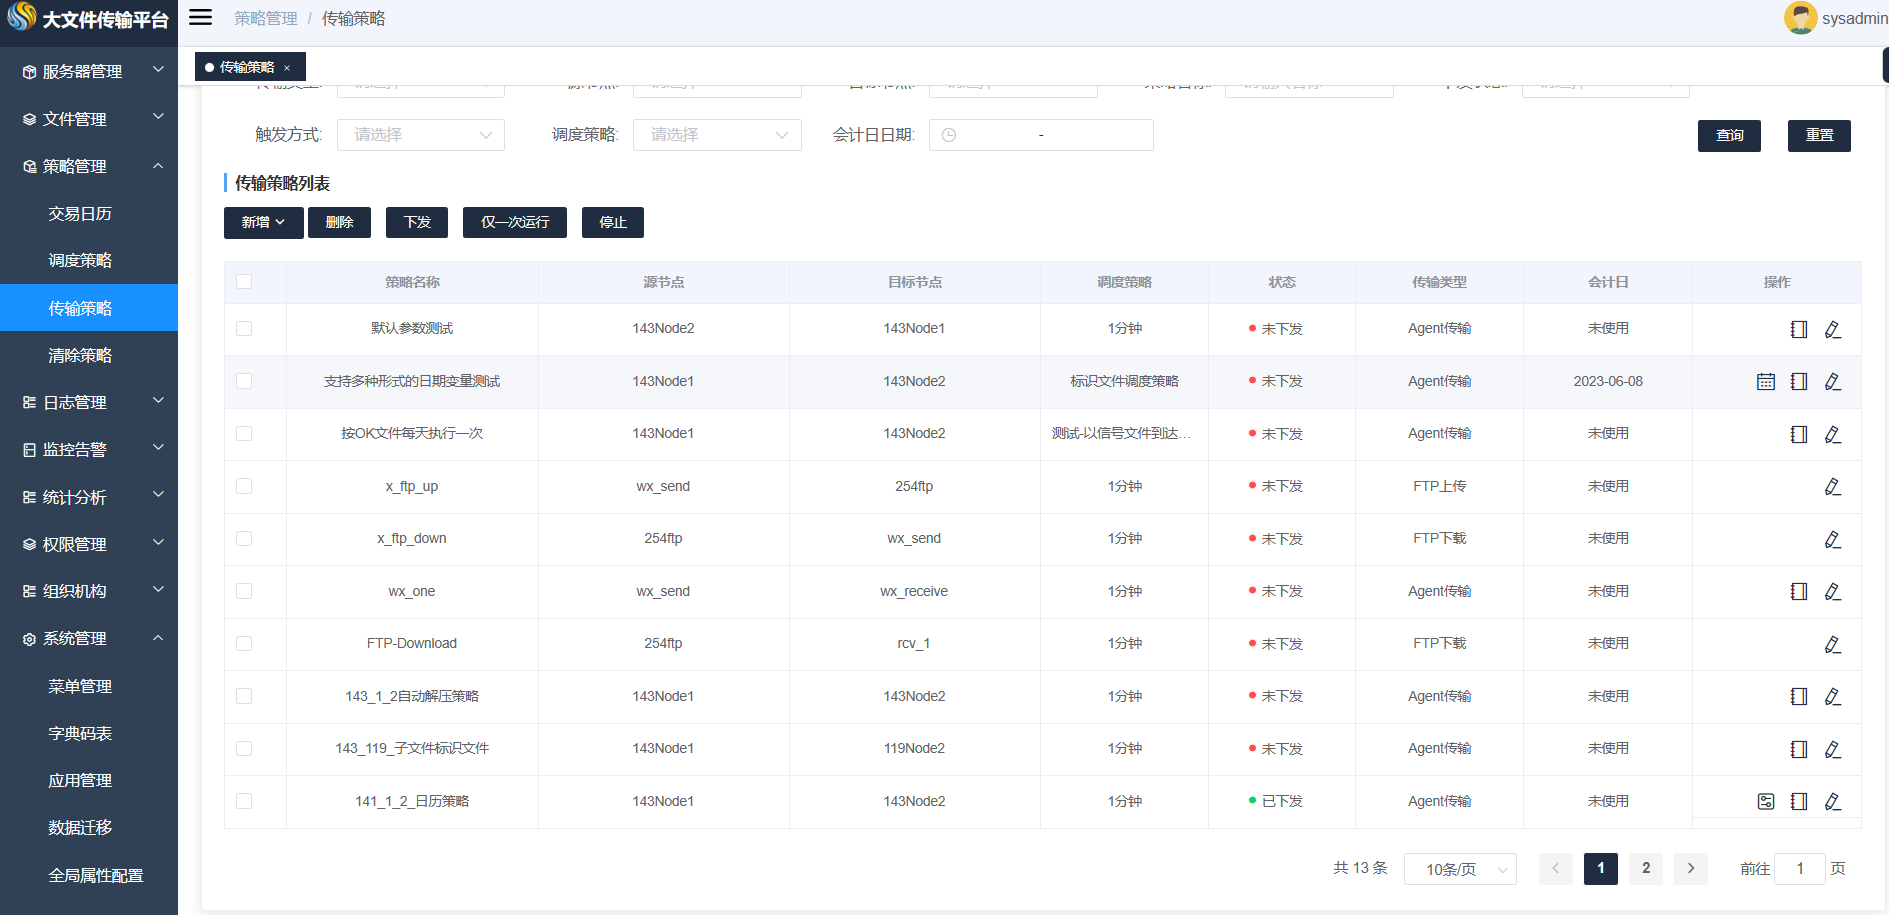 大文件传输平台
策略管理 / 传输策略
sysadmin
服务器管理
文件管理
策略管理
交易日历
调度策略
传输策略
清除策略
日志管理
监控告警
统计分析
权限管理
组织机构
系统管理
菜单管理
字典码表
应用管理
数据迁移
全局属性配置
传输策略 ×
触发方式: 请选择 调度策略: 请选择 会计日日期: - 查询 重置
传输策略列表
新增 删除 下发 仅一次运行 停止
策略名称 源节点 目标节点 调度策略 状态 传输类型 会计日 操作
默认参数测试 143Node2 143Node1 1分钟 未下发 Agent传输 未使用
支持多种形式的日期变量测试 143Node1 143Node2 标识文件调度策略 未下发 Agent传输 2023-06-08
按OK文件每天执行一次 143Node1 143Node2 测试-以信号文件到达... 未下发 Agent传输 未使用
x_ftp_up wx_send 254ftp 1分钟 未下发 FTP上传 未使用
x_ftp_down 254ftp wx_send 1分钟 未下发 FTP下载 未使用
wx_one wx_send wx_receive 1分钟 未下发 Agent传输 未使用
FTP-Download 254ftp rcv_1 1分钟 未下发 FTP下载 未使用
143_1_2自动解压策略 143Node1 143Node2 1分钟 未下发 Agent传输 未使用
143_119_子文件标识文件 143Node1 119Node2 1分钟 未下发 Agent传输 未使用
141_1_2_日历策略 143Node1 143Node2 1分钟 已下发 Agent传输 未使用
共 13 条 10条/页 1 2 前往 1 页